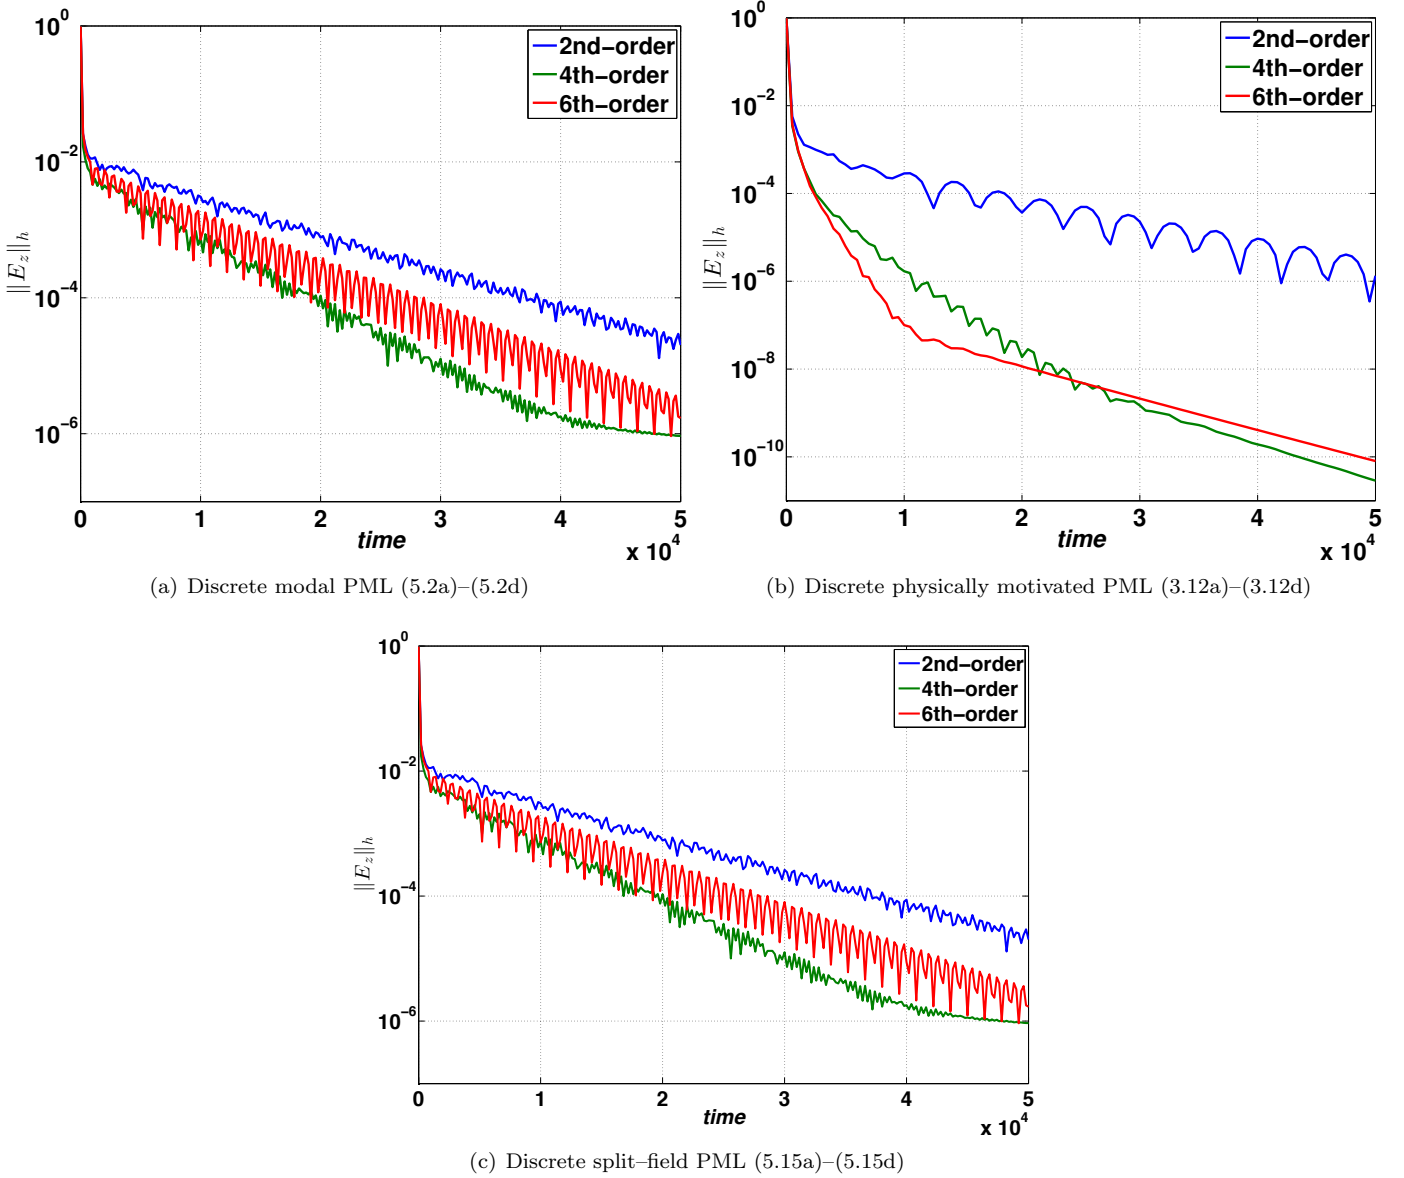 10^0
10^-2
10^-4
10^-6
||E_z||_h
2nd-order
4th-order
6th-order
0 1 2 3 4 5
time
x 10^4
(a) Discrete modal PML (5.2a)–(5.2d)
10^0
10^-2
10^-4
10^-6
10^-8
10^-10
||E_z||_h
2nd-order
4th-order
6th-order
0 1 2 3 4 5
time
x 10^4
(b) Discrete physically motivated PML (3.12a)–(3.12d)
10^0
10^-2
10^-4
10^-6
||E_z||_h
2nd-order
4th-order
6th-order
0 1 2 3 4 5
time
x 10^4
(c) Discrete split–field PML (5.15a)–(5.15d)